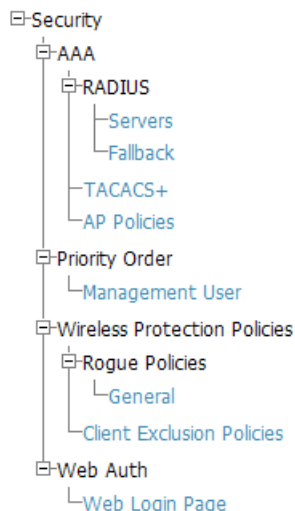 Security
AAA
RADIUS
Servers
Fallback
TACACS+
AP Policies
Priority Order
Management User
Wireless Protection Policies
Rogue Policies
General
Client Exclusion Policies
Web Auth
Web Login Page